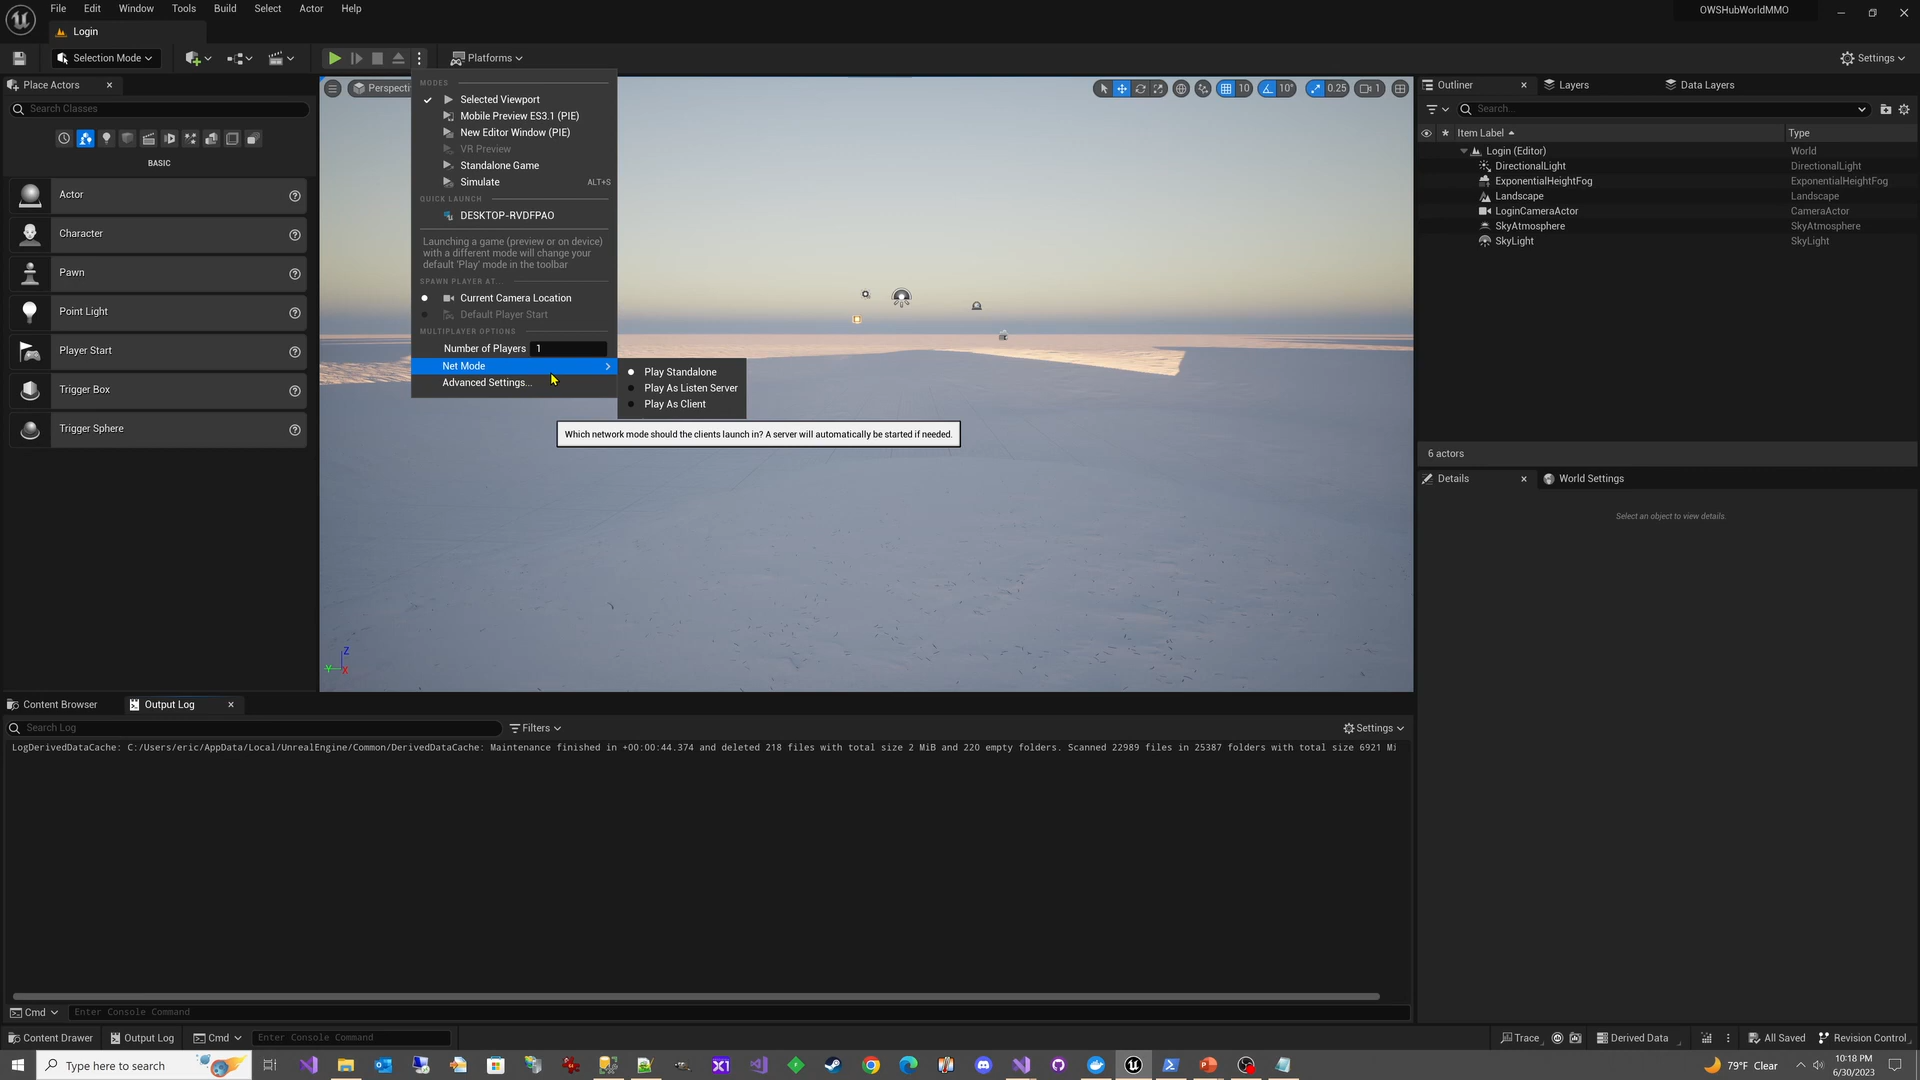 File Edit Window Tools Build Select Actor Help
OWSHubWorldMMO
Login
Selection Mode
Platforms
Settings
Place Actors
Search Classes
BASIC
Actor
Character
Pawn
Point Light
Player Start
Trigger Box
Trigger Sphere
Perspecti
MODES
Selected Viewport
Mobile Preview ES3.1 (PIE)
New Editor Window (PIE)
VR Preview
Standalone Game
Simulate ALT+S
QUICK LAUNCH
DESKTOP-RVDFPAO
Launching a game (preview or on device)
with a different mode will change your
default 'Play' mode in the toolbar
SPAWN PLAYER AT...
Current Camera Location
Default Player Start
MULTIPLAYER OPTIONS
Number of Players 1
Net Mode
Advanced Settings...
Play Standalone
Play As Listen Server
Play As Client
Which network mode should the clients launch in? A server will automatically be started if needed.
10 10° 0.25 1
Z
Y X
Outliner Layers Data Layers
Search...
Item Label Type
Login (Editor) World
DirectionalLight DirectionalLight
ExponentialHeightFog ExponentialHeightFog
Landscape Landscape
LoginCameraActor CameraActor
SkyAtmosphere SkyAtmosphere
SkyLight SkyLight
6 actors
Details World Settings
Select an object to view details.
Content Browser Output Log
Search Log Filters Settings
LogDerivedDataCache: C:/Users/eric/AppData/Local/UnrealEngine/Common/DerivedDataCache: Maintenance finished in +00:00:44.374 and deleted 218 files with total size 2 MiB and 220 empty folders. Scanned 22989 files in 25387 folders with total size 6921 Mi
Cmd Enter Console Command
Content Drawer Output Log Cmd Enter Console Command Trace Derived Data All Saved Revision Control
Type here to search
X1
79°F Clear
10:18 PM
6/30/2023